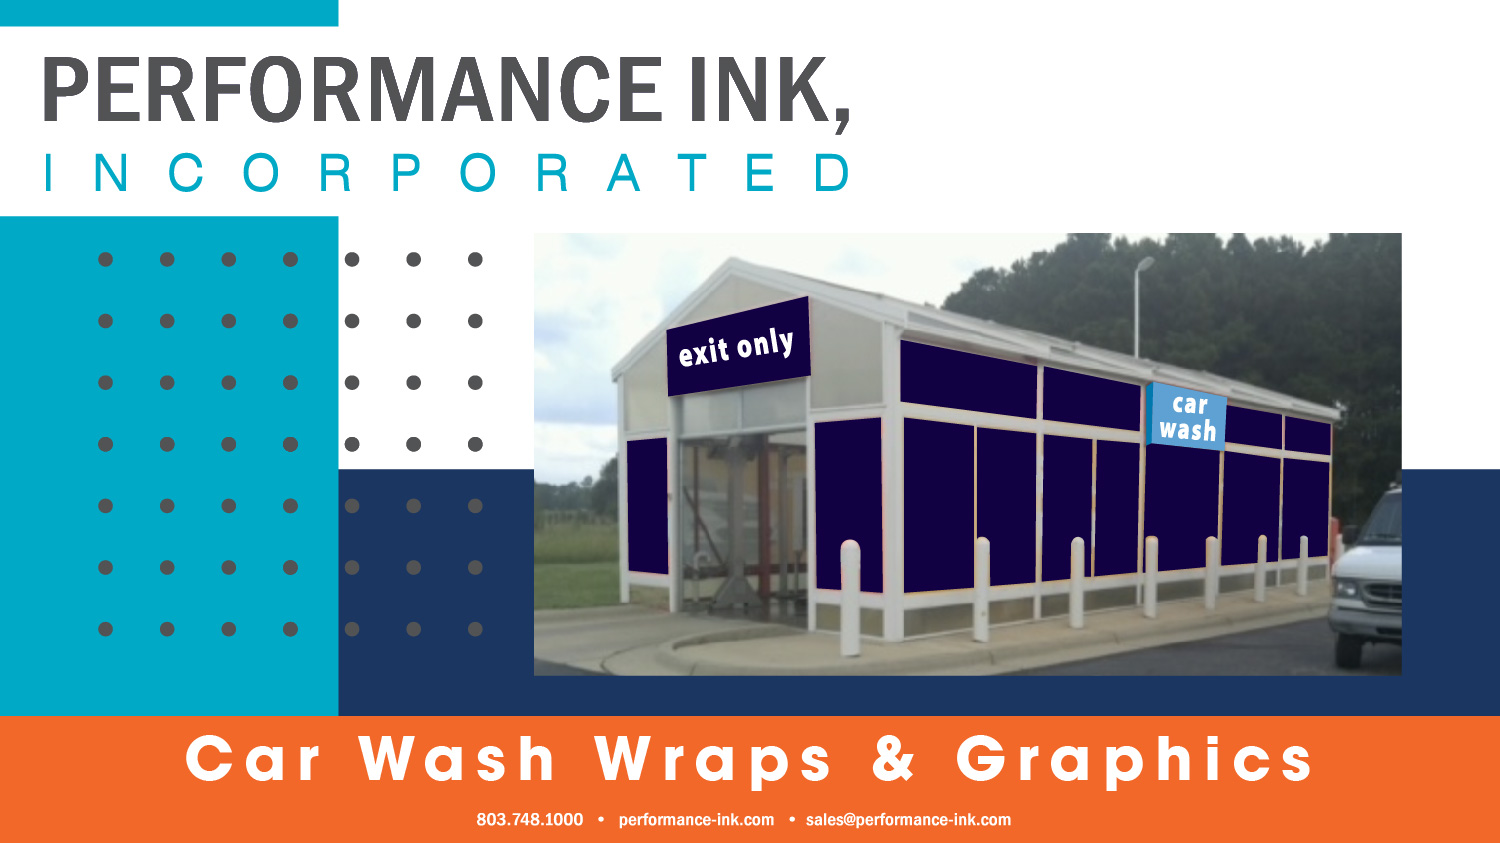 PERFORMANCE INK,
INCORPORATED
exit only
car
wash
Car Wash Wraps & Graphics
803.748.1000 • performance-ink.com • sales@performance-ink.com